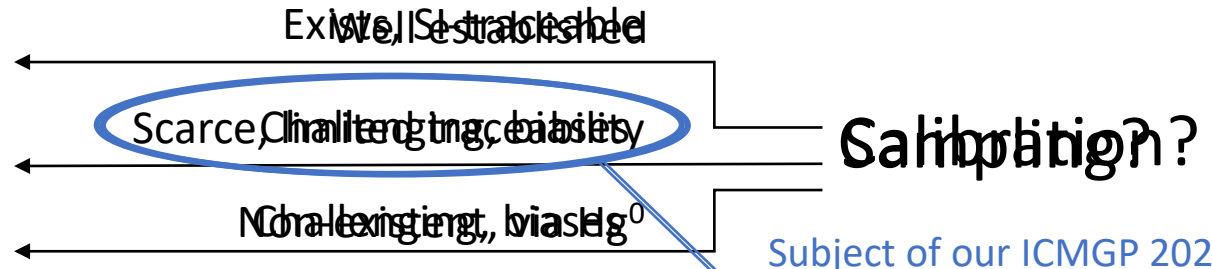 Exists, SI-traceable
Well established
Scarce, limited traceability
Challenging, biases
Calibration?
Sampling?
Non-existent, via Hg⁰
Challenging, biases
Subject of our ICMGP 202